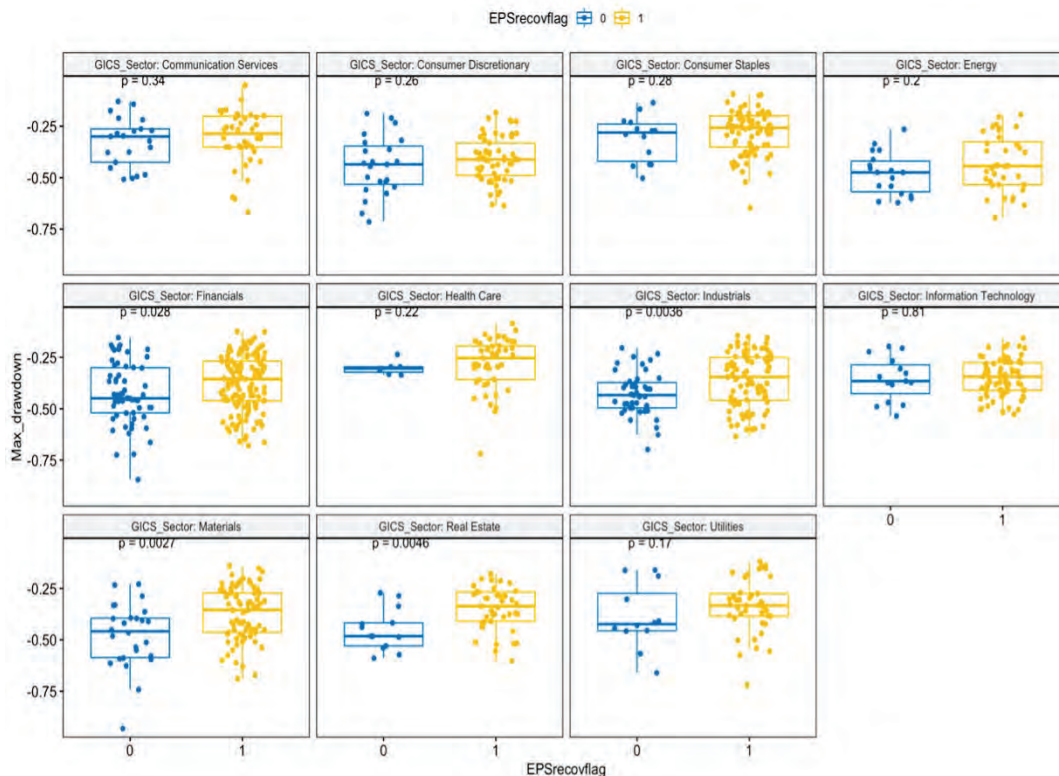 EPSrecovflag 0 1
GICS_Sector: Communication Services
p = 0.34
GICS_Sector: Consumer Discretionary
p = 0.26
GICS_Sector: Consumer Staples
p = 0.28
GICS_Sector: Energy
p = 0.2
-0.25
-0.50
-0.75
GICS_Sector: Financials
p = 0.028
GICS_Sector: Health Care
p = 0.22
GICS_Sector: Industrials
p = 0.0036
GICS_Sector: Information Technology
p = 0.81
Max_drawdown
-0.25
-0.50
-0.75
0 1
GICS_Sector: Materials
p = 0.0027
GICS_Sector: Real Estate
p = 0.0046
GICS_Sector: Utilities
p = 0.17
-0.25
-0.50
-0.75
0 1 0 1 0 1
EPSrecovflag